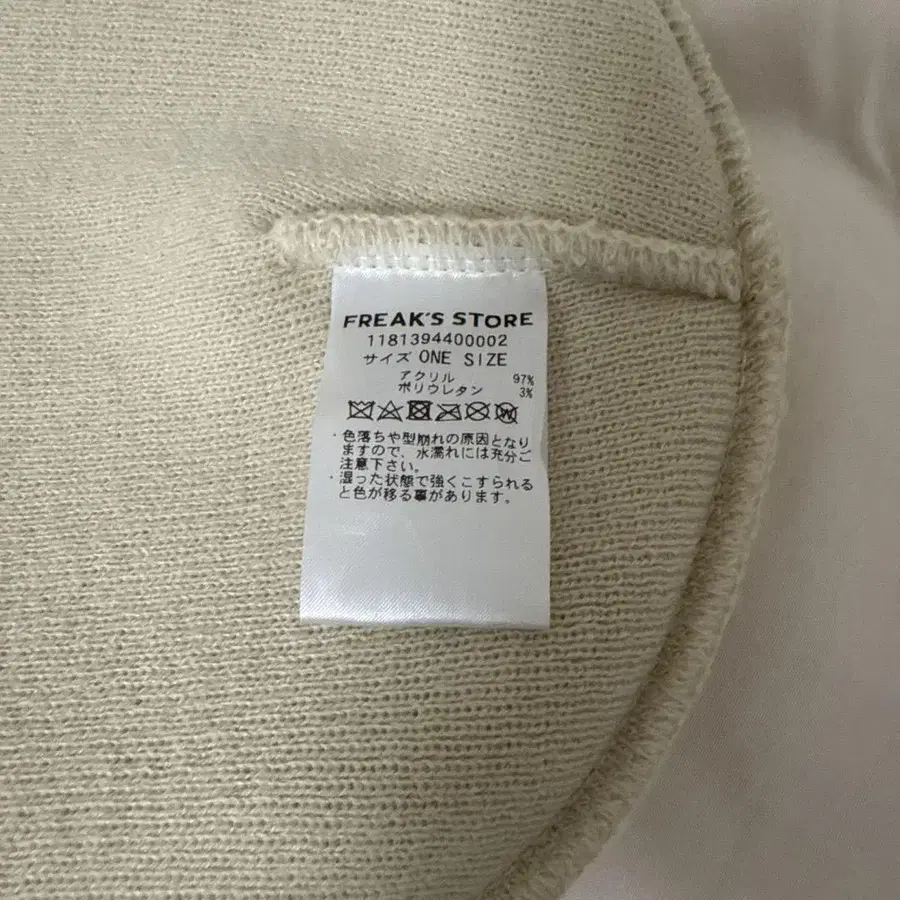 FREAK'S STORE
1181394400002
サイズ ONE SIZE
アクリル 97%
ポリウレタン 3%
・色落ちや型崩れの原因となり
ますので、水濡れには充分ご
注意下さい。
・湿った状態で強くこすられる
と色が移る事があります。